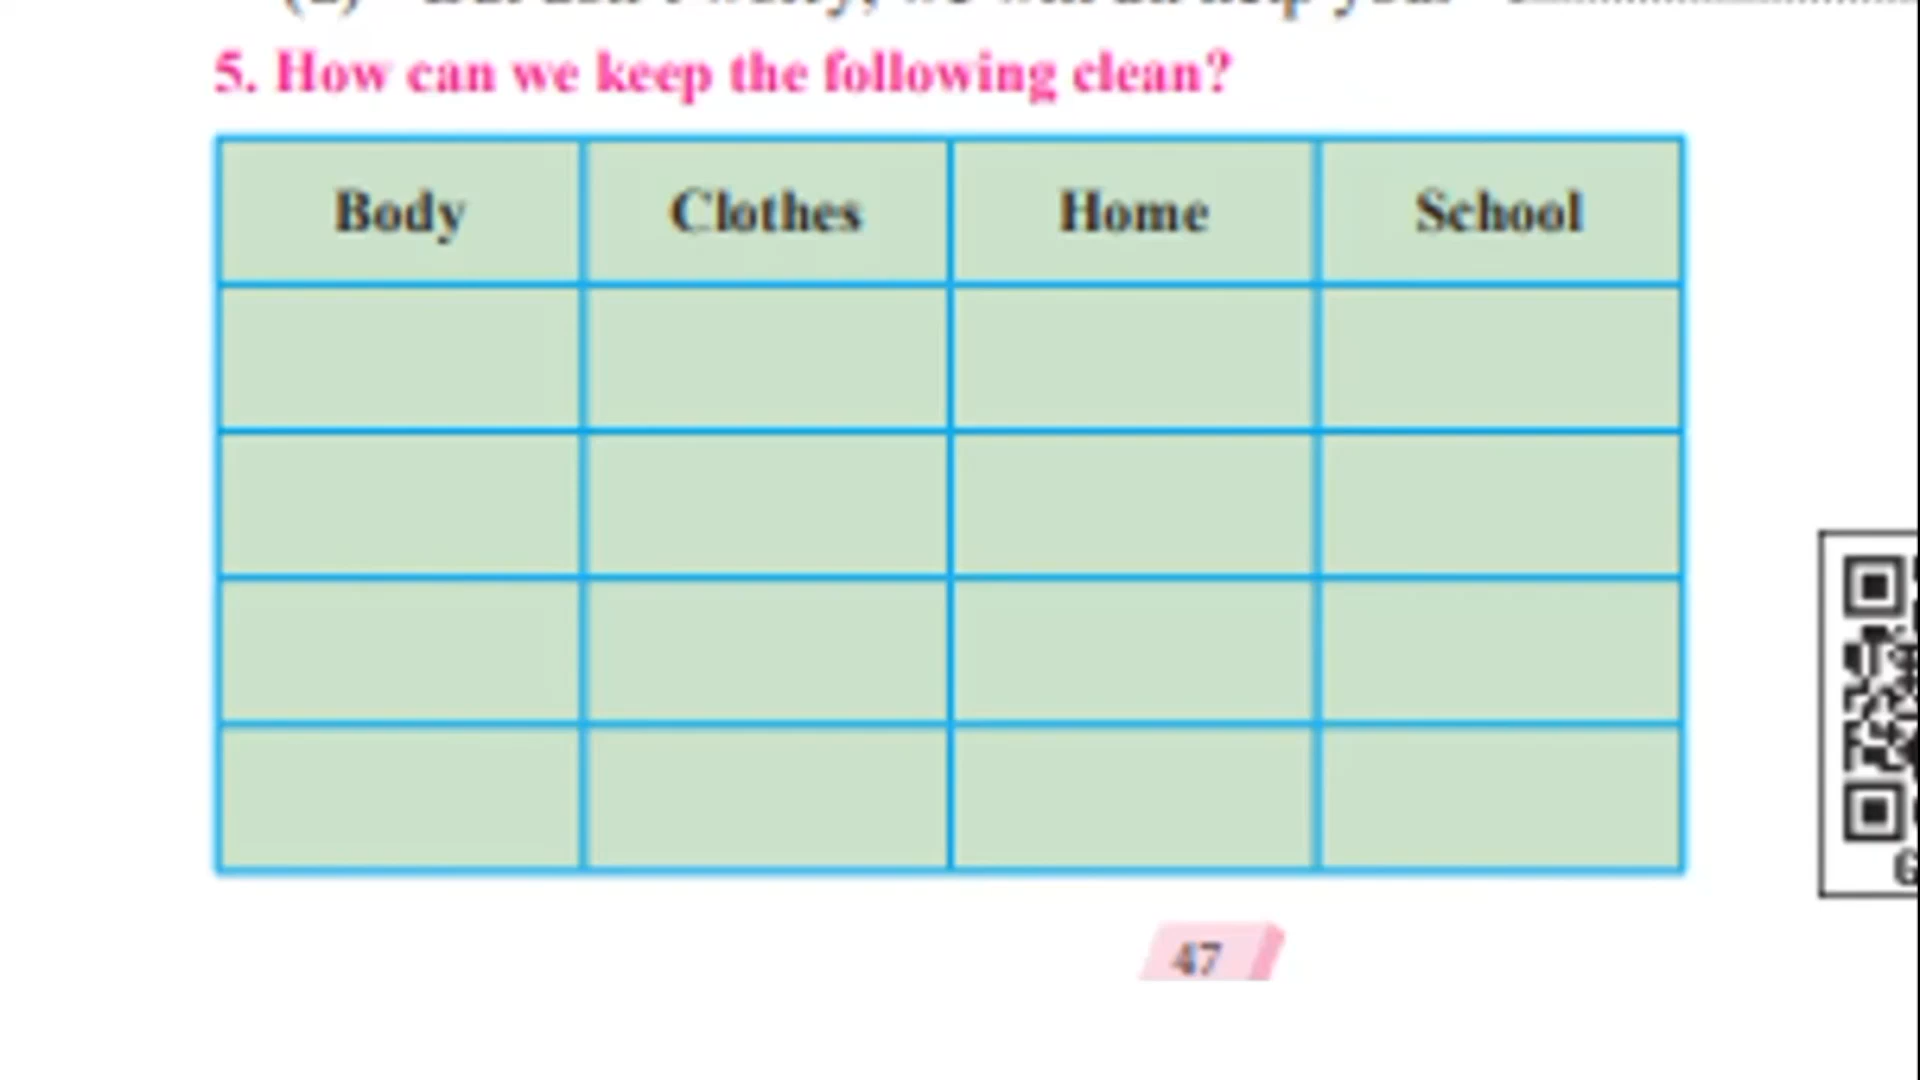 5. How can we keep the following clean?
Body Clothes Home School
47